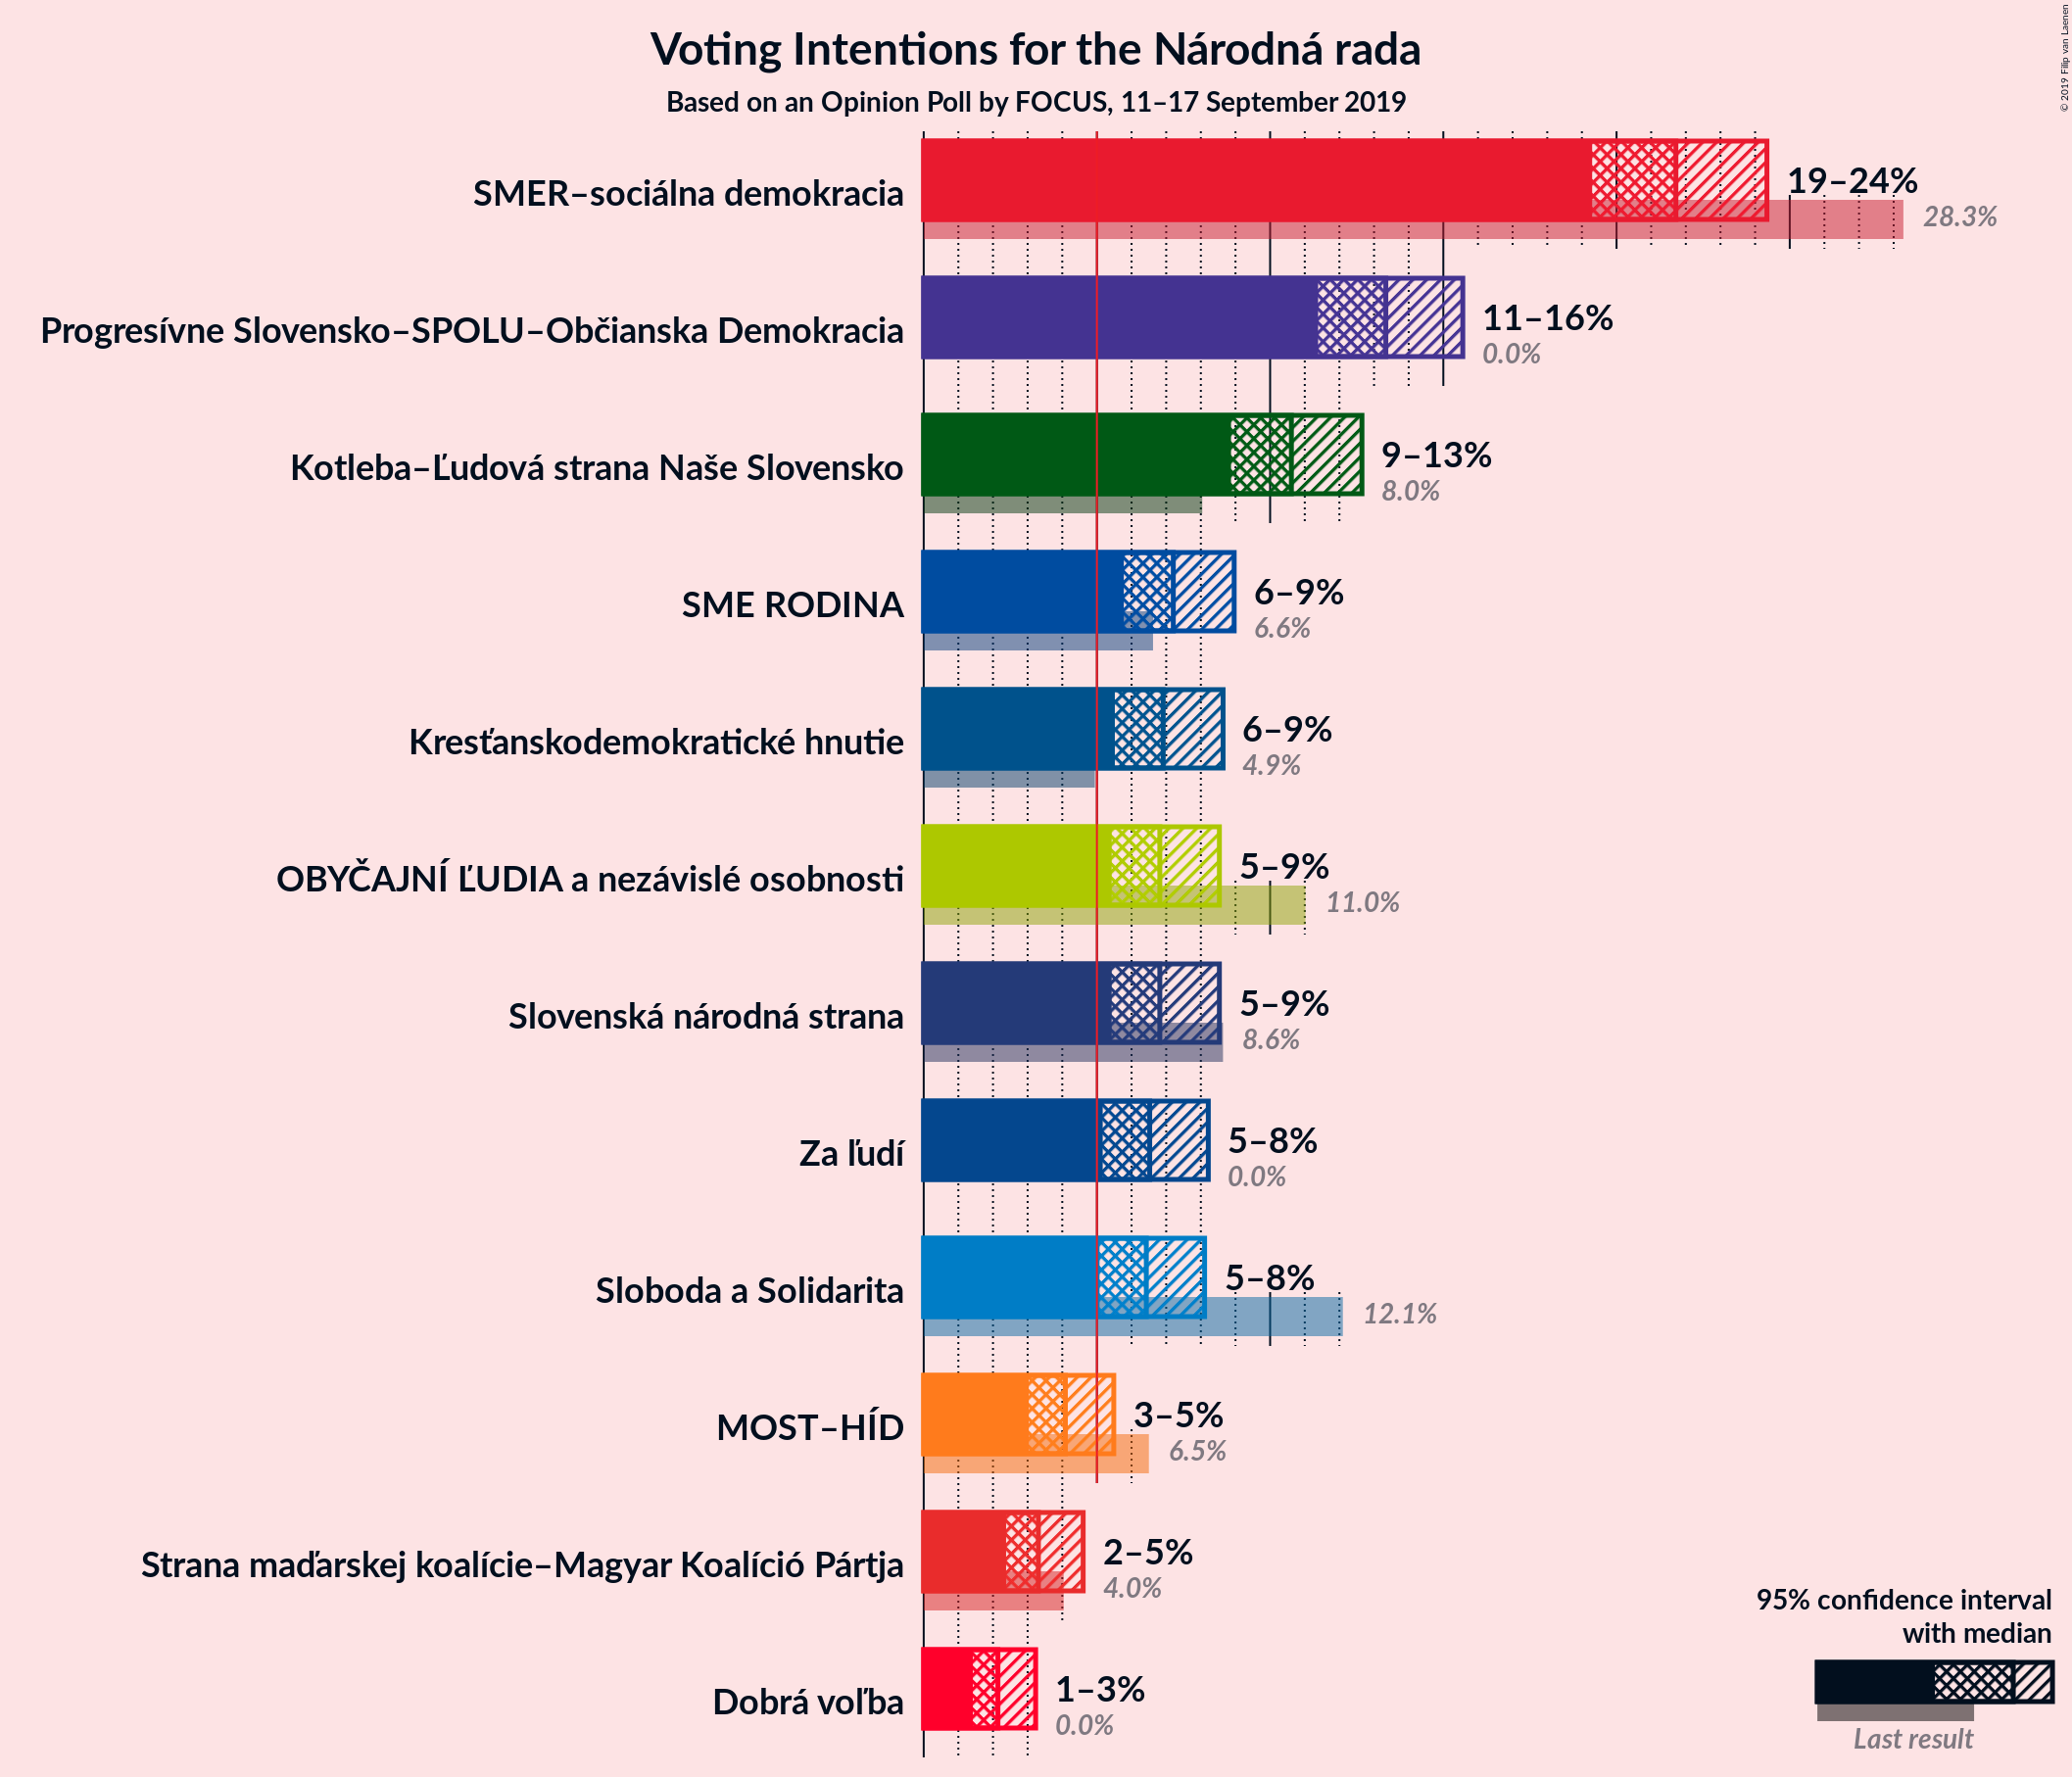 Voting Intentions for the Národná rada
Based on an Opinion Poll by FOCUS, 11–17 September 2019
© 2019 Filip van Laenen
SMER–sociálna demokracia
19–24%
28.3%
Progresívne Slovensko–SPOLU–Občianska Demokracia
11–16%
0.0%
Kotleba–Ľudová strana Naše Slovensko
9–13%
8.0%
SME RODINA
6–9%
6.6%
Kresťanskodemokratické hnutie
6–9%
4.9%
OBYČAJNÍ ĽUDIA a nezávislé osobnosti
5–9%
11.0%
Slovenská národná strana
5–9%
8.6%
Za ľudí
5–8%
0.0%
Sloboda a Solidarita
5–8%
12.1%
MOST–HÍD
3–5%
6.5%
Strana maďarskej koalície–Magyar Koalíció Pártja
2–5%
4.0%
Dobrá voľba
1–3%
0.0%
95% confidence interval
with median
Last result